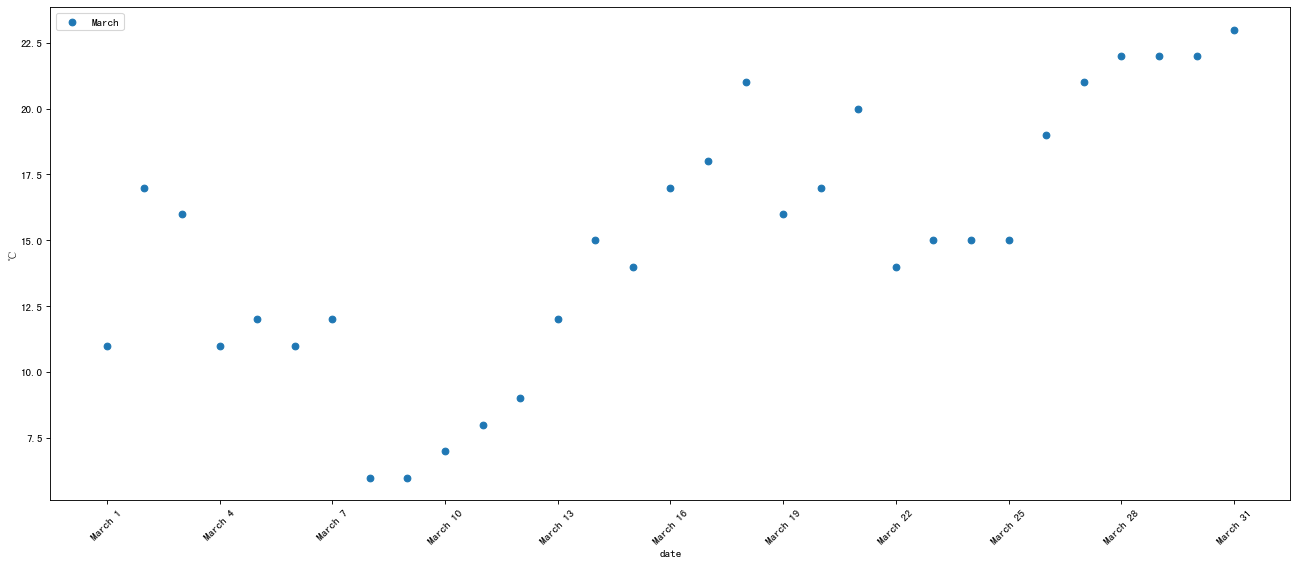 March
22.5
20.0
17.5
15.0
12.5
10.0
7.5
℃
March 1
March 4
March 7
March 10
March 13
March 16
March 19
March 22
March 25
March 28
March 31
date